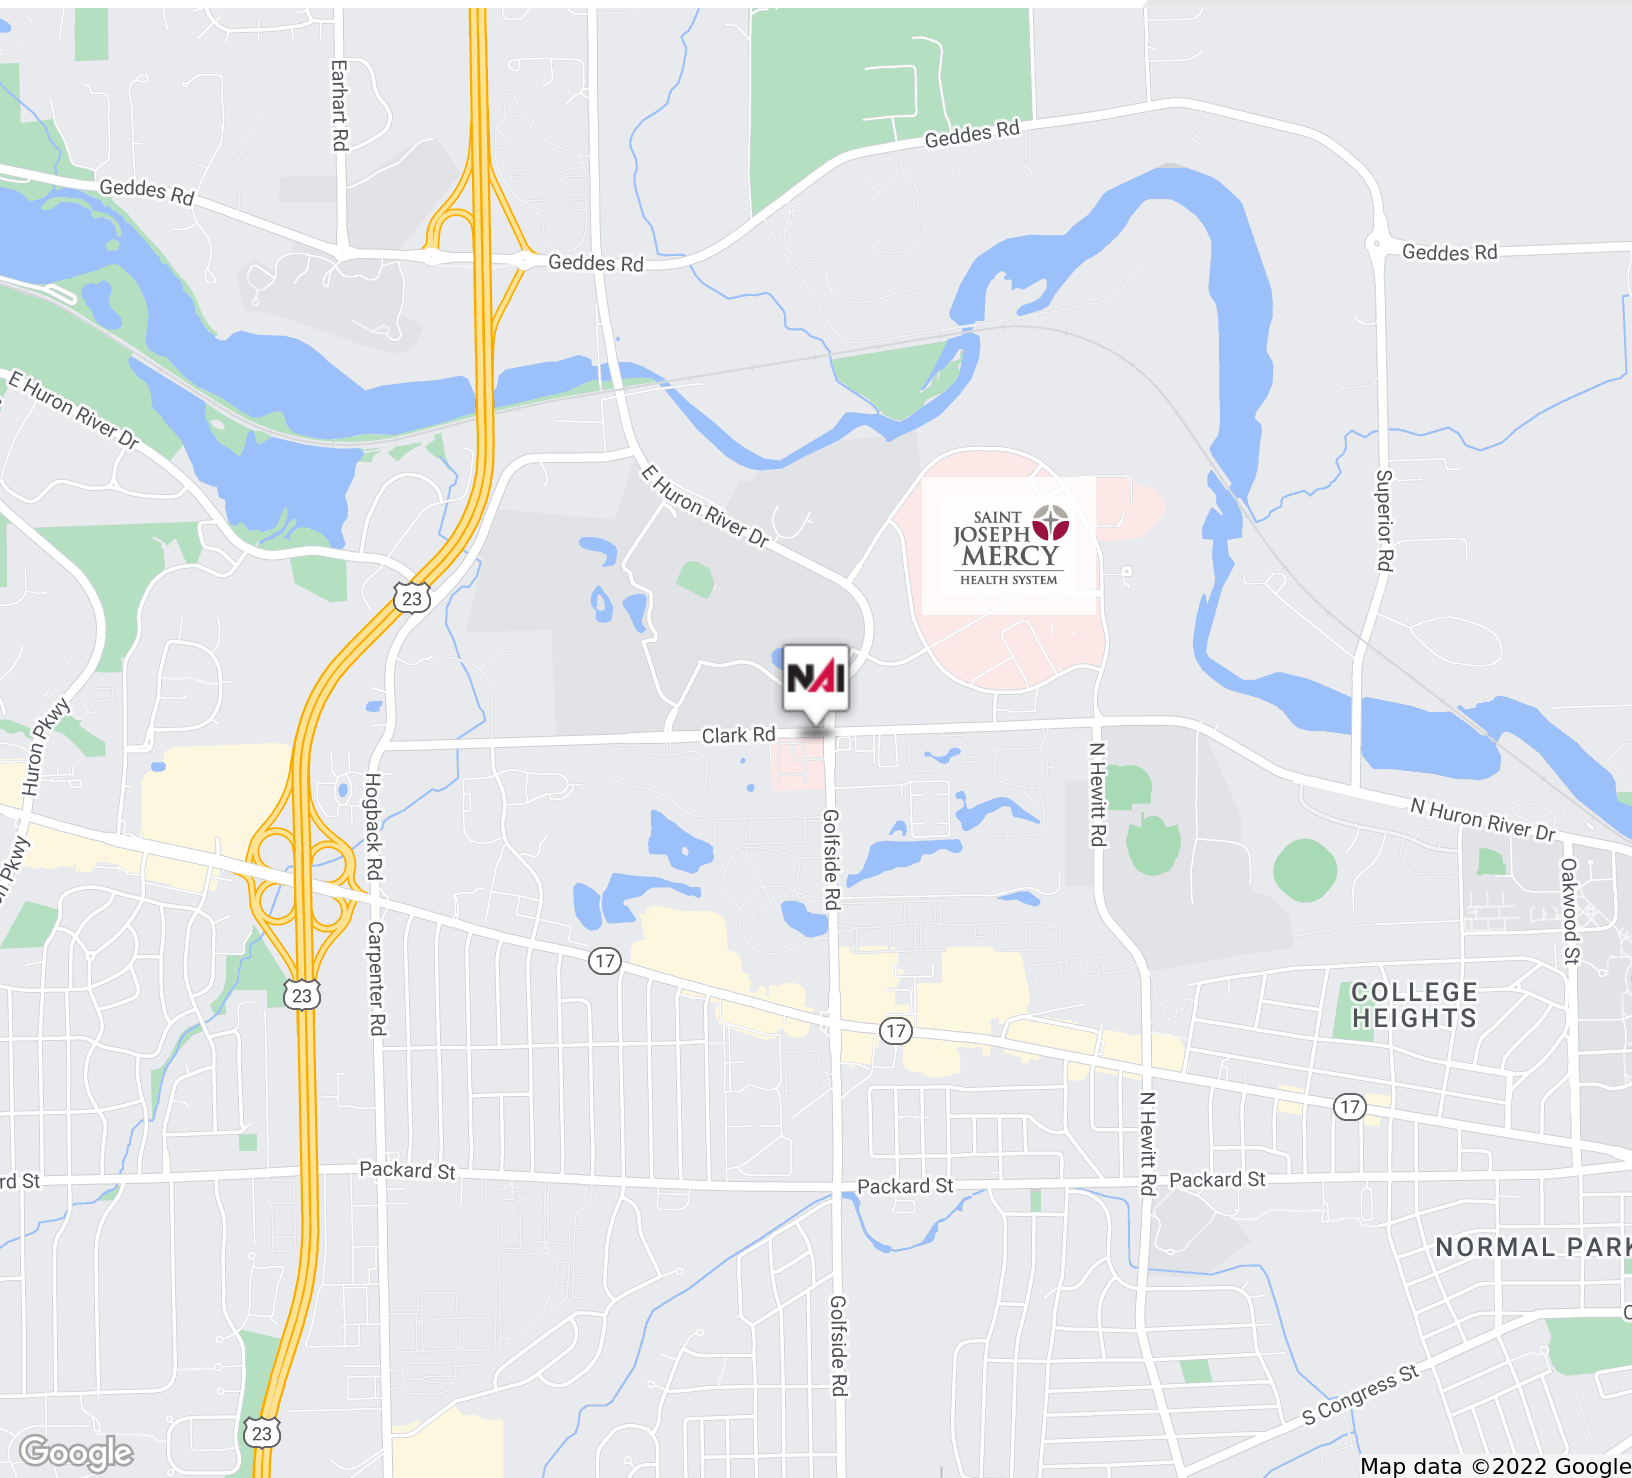 Earhart Rd
Geddes Rd
Geddes Rd
Geddes Rd
Geddes Rd
E Huron River Dr
E Huron River Dr
Superior Rd
SAINT
JOSEPH
MERCY
HEALTH SYSTEM
23
NAI
Clark Rd
Huron Pkwy
Hogback Rd
Golfside Rd
N Hewitt Rd
N Huron River Dr
Oakwood St
n Pkwy
Carpenter Rd
17
23
17
COLLEGE
HEIGHTS
17
N Hewitt Rd
rd St
Packard St
Packard St
Packard St
NORMAL PARK
Golfside Rd
S Congress St
23
Google
Map data ©2022 Google